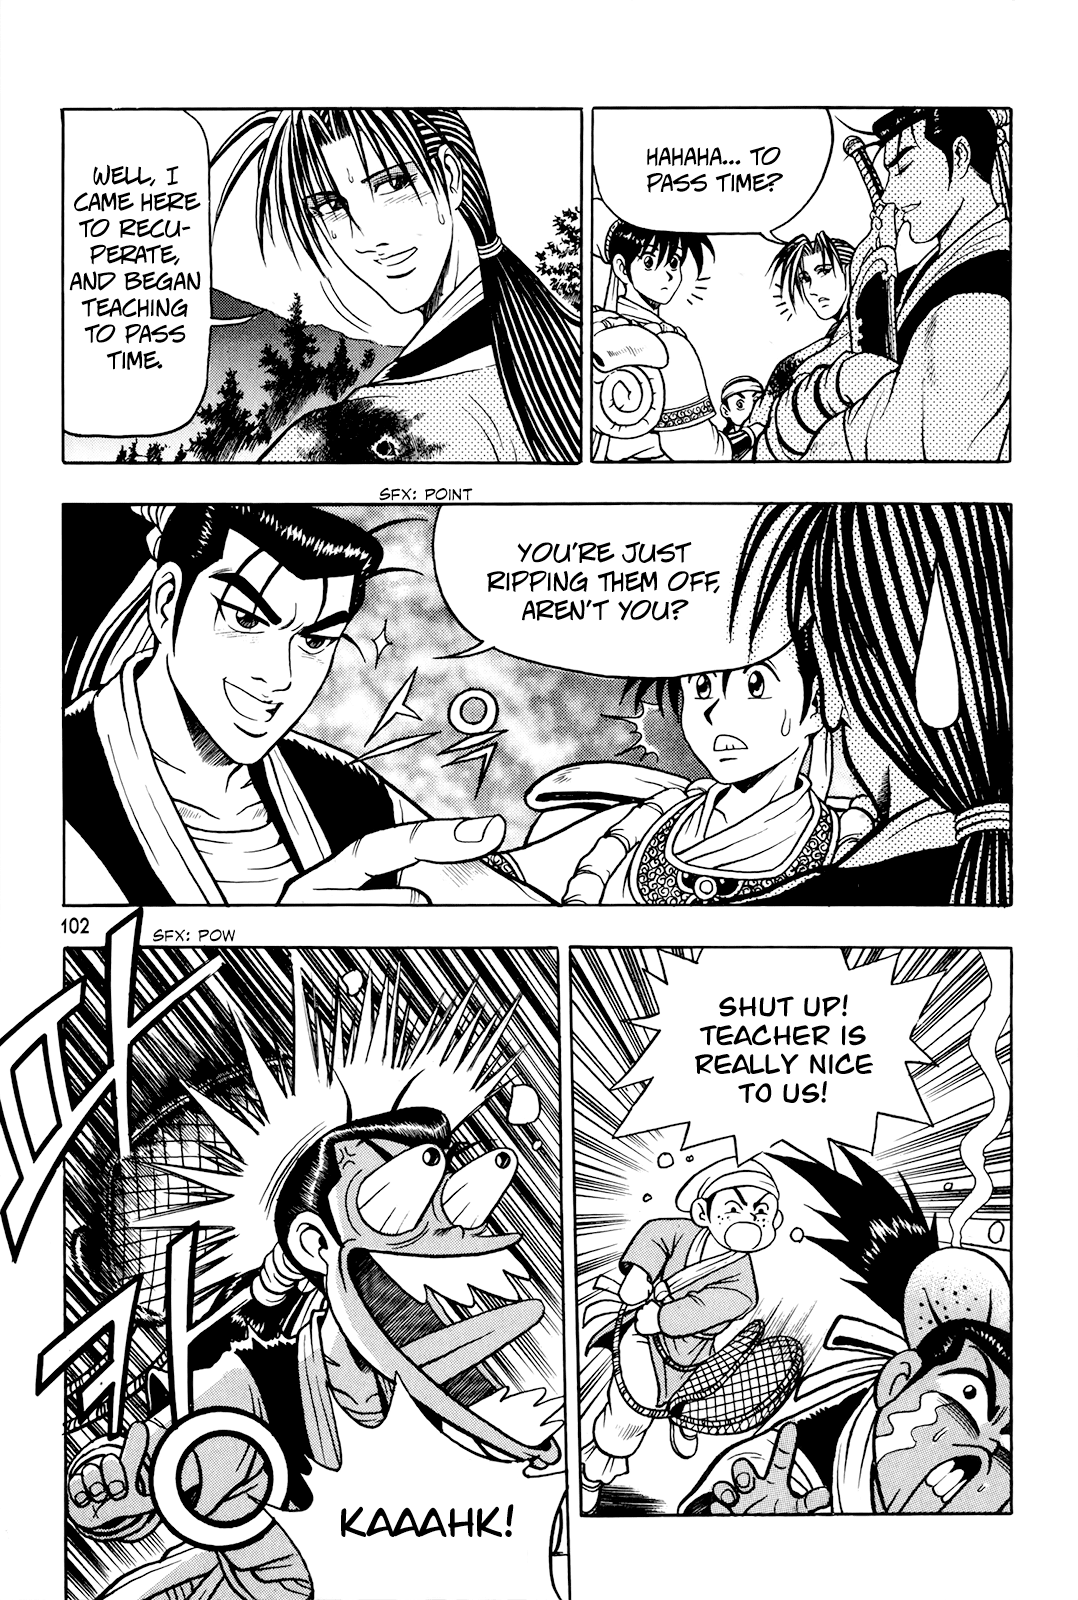 WELL, I
CAME HERE
TO RECU-
PERATE,
AND BEGAN
TEACHING
TO PASS
TIME.
HAHAHA... TO
PASS TIME?
SFX: POINT
YOU'RE JUST
RIPPING THEM OFF,
AREN'T YOU?
척
102
SFX: POW
KAAAHK!
SHUT UP!
TEACHER IS
REALLY NICE
TO US!